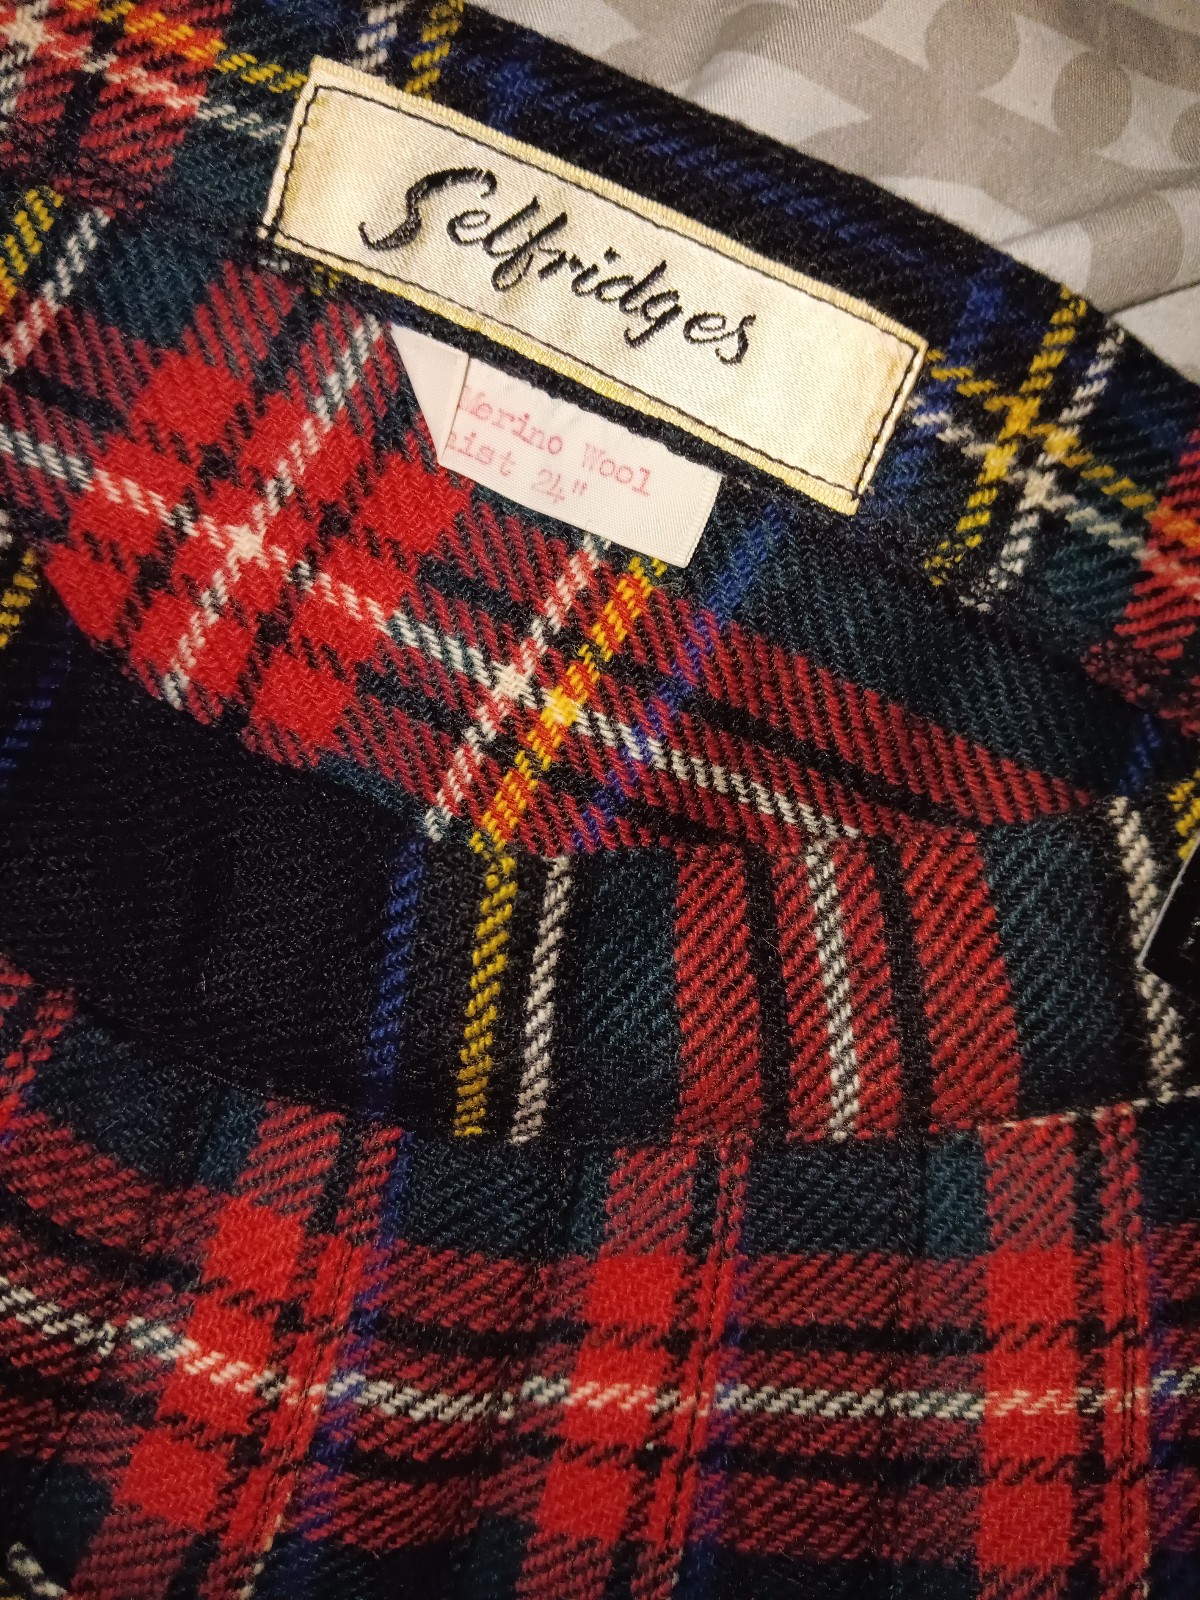 Selfridges
Merino Wool
aist 24"